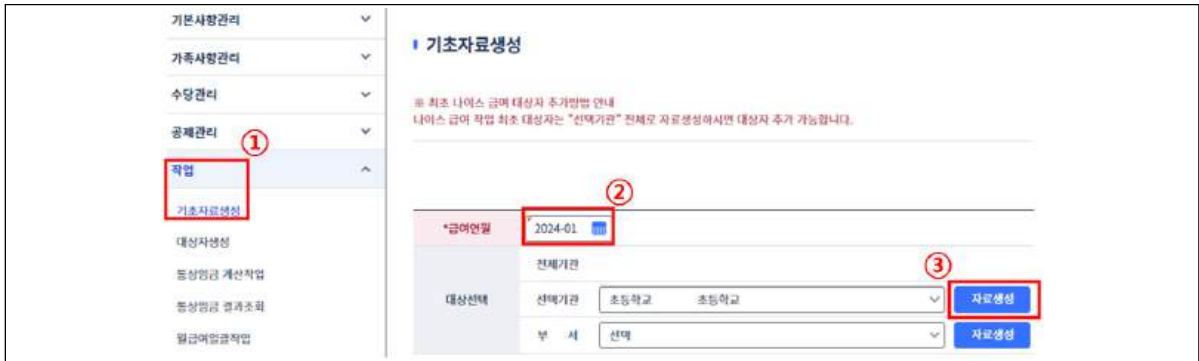 기본사항관리
가족사항관리
수당관리
공제관리
①
작업
기초자료생성
대상자생성
통상임금 계산작업
통상임금 결과조회
월급여일괄작업
기초자료생성
※ 최초 나이스 급여 대상자 추가방법 안내
나이스 급여 작업 최초 대상자는 "선택기관" 전체로 자료생성하시면 대상자 추가 가능합니다.
②
*급여연월 2024-01
전체기관
③
대상선택 선택기관 초등학교 초등학교 자료생성
부 서 선택 자료생성